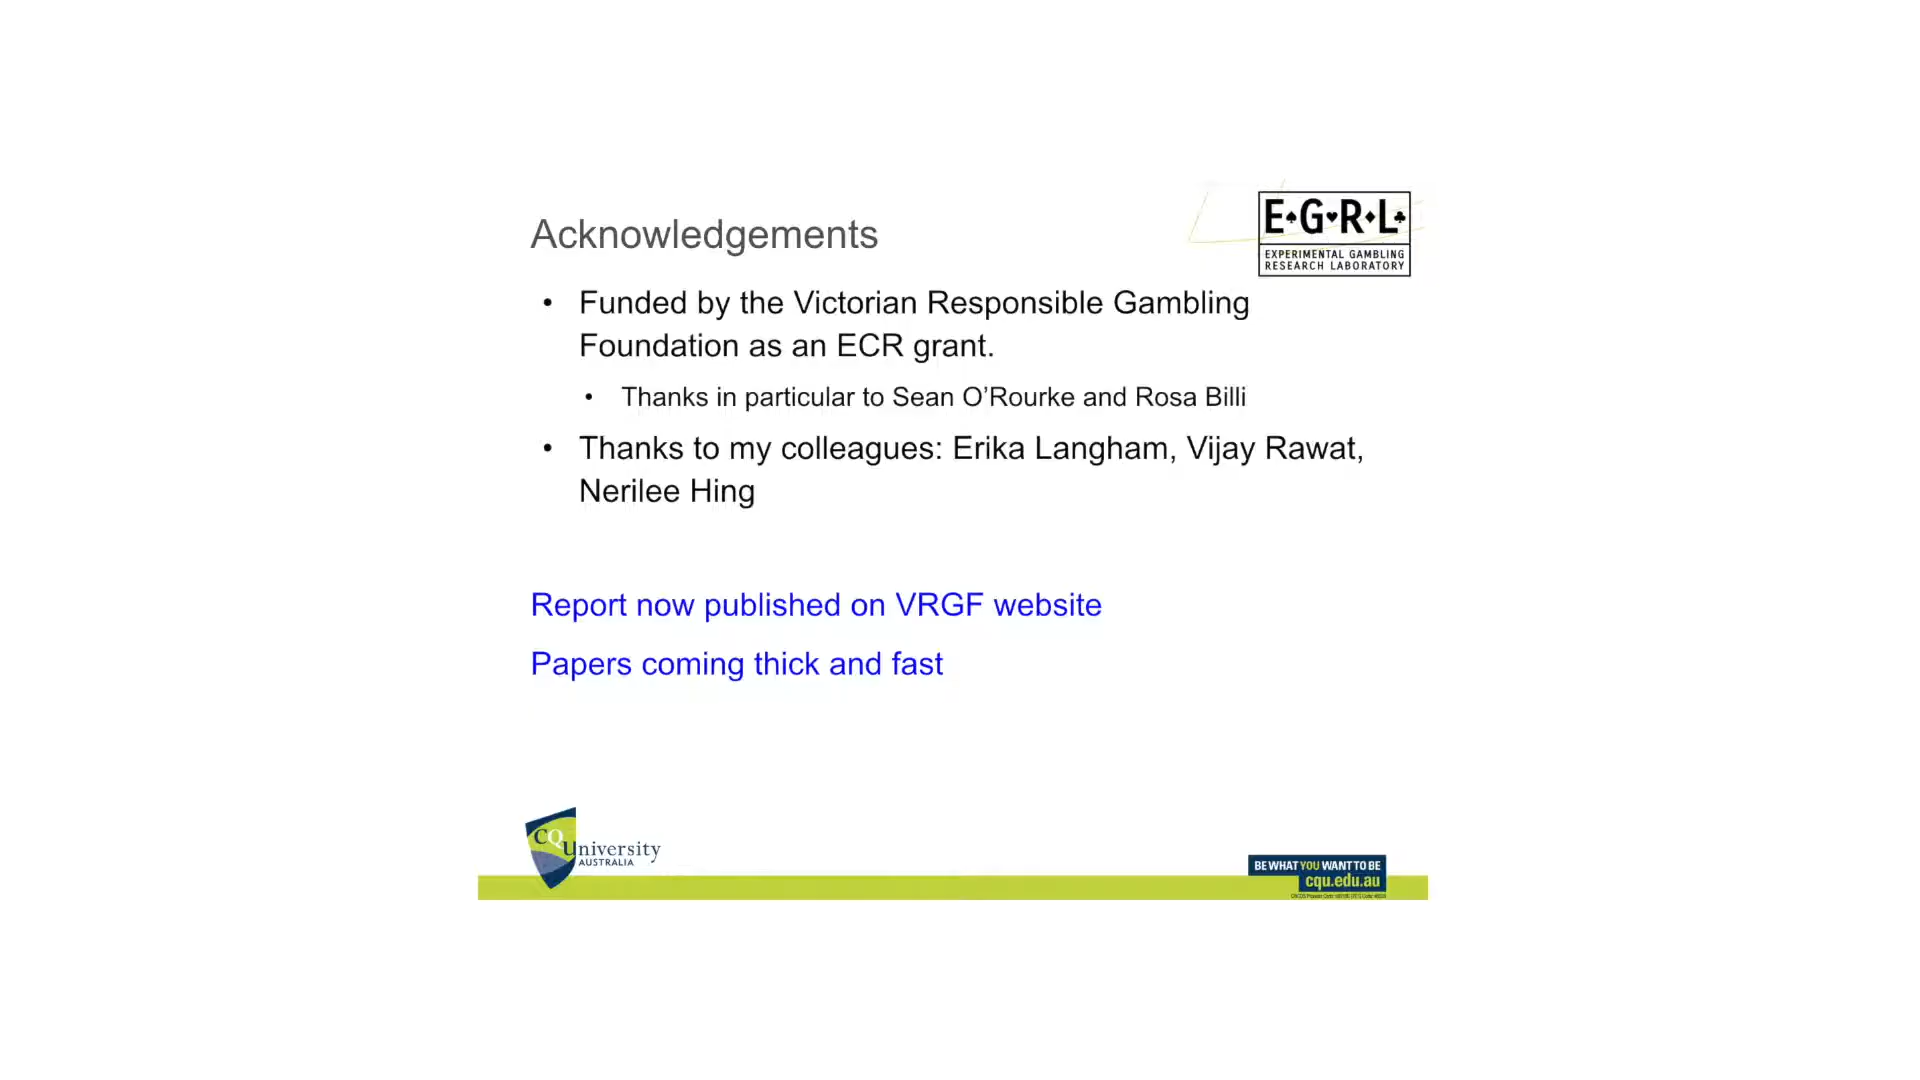 Acknowledgements
E♠G♥R♦L♣
EXPERIMENTAL GAMBLING
RESEARCH LABORATORY
• Funded by the Victorian Responsible Gambling
Foundation as an ECR grant.
• Thanks in particular to Sean O’Rourke and Rosa Billi
• Thanks to my colleagues: Erika Langham, Vijay Rawat,
Nerilee Hing
Report now published on VRGF website
Papers coming thick and fast
CQUniversity
AUSTRALIA
BE WHAT YOU WANT TO BE
cqu.edu.au